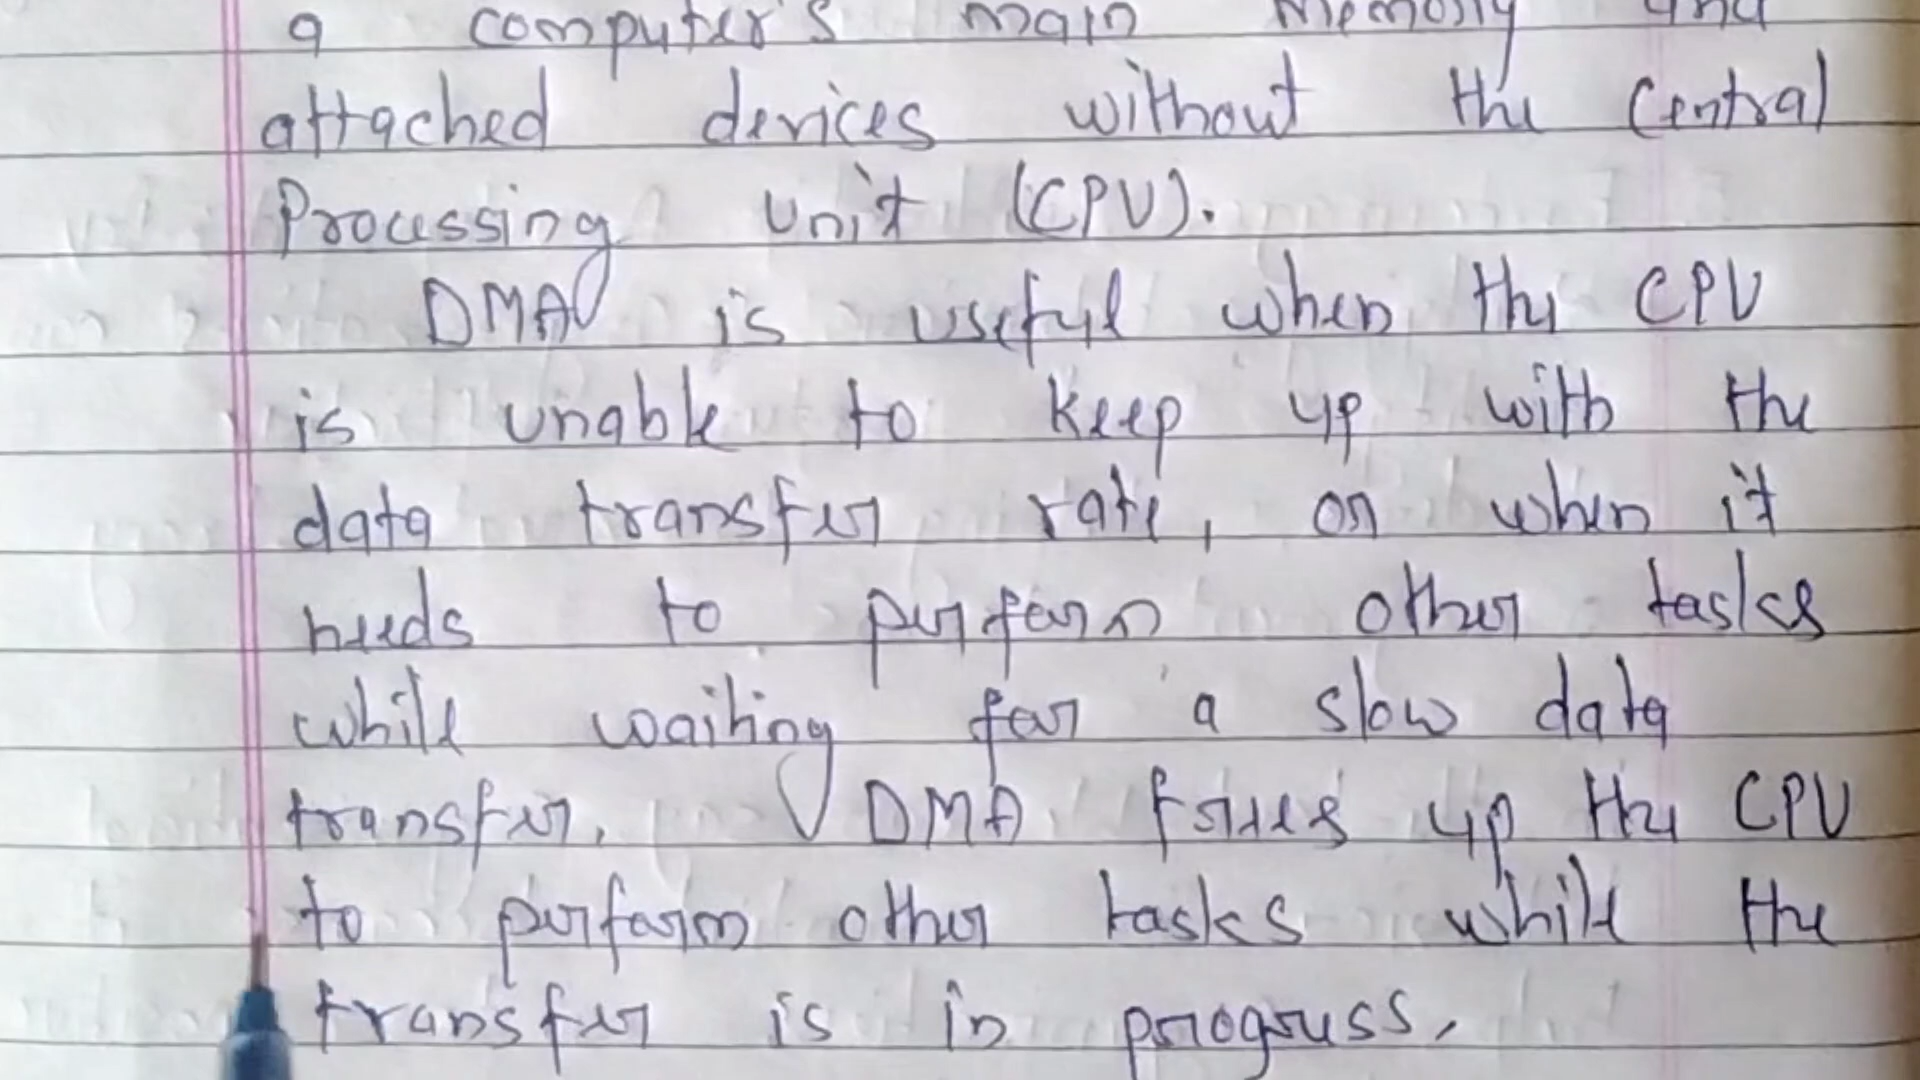 a computer's main memory and
attached devices without the Central
Processing Unit (CPU).
DMA is useful when the CPU
is unable to keep up with the
data transfer rate, or when it
needs to perform other tasks
while waiting for a slow data
transfer. DMA frees up the CPU
to perform other tasks while the
transfer is in progress.